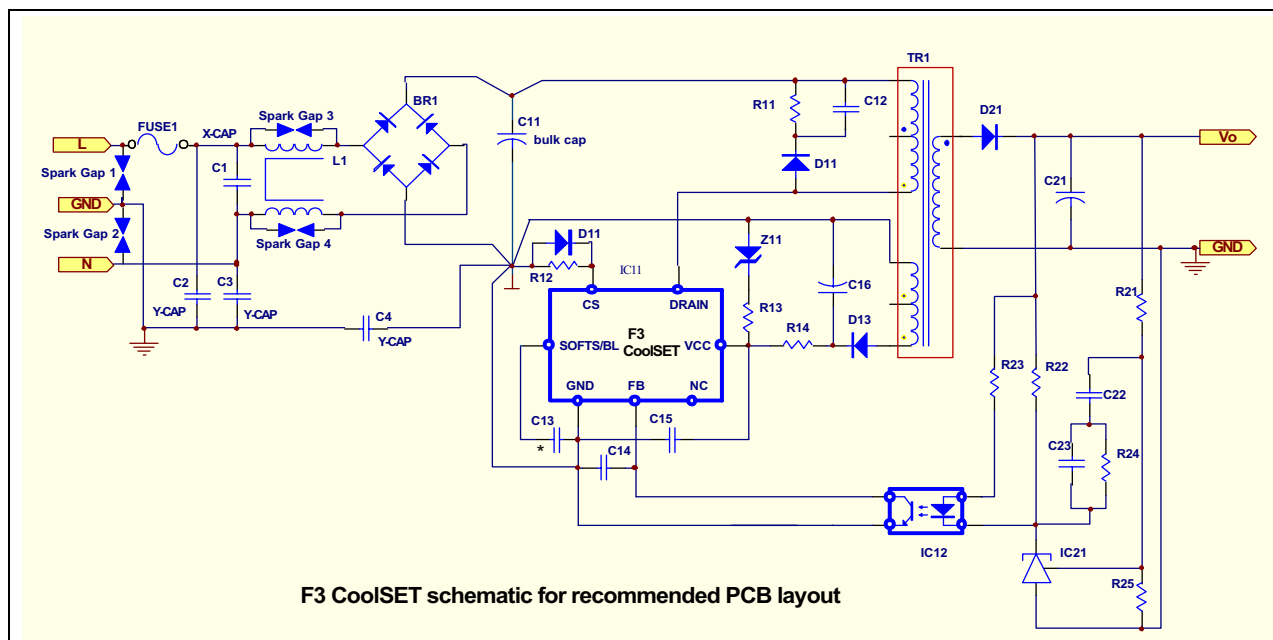 TR1
D21
BR1
R11
C12
Spark Gap 3
C11
FUSE1
X-CAP
bulk cap
L
Vo
L1
D11
Spark Gap 1
C1
C21
GND
Spark Gap 2
Spark Gap 4
D11
Z11
GND
N
R12
IC11
C2
C3
C16
R21
CS
DRAIN
Y-CAP
Y-CAP
C4
R13
D13
F3
R14
Y-CAP
SOFTS/BL
CoolSET
VCC
R23
R22
GND
FB
NC
C22
C13
C15
*
C14
C23
R24
IC12
IC21
R25
F3 CoolSET schematic for recommended PCB layout